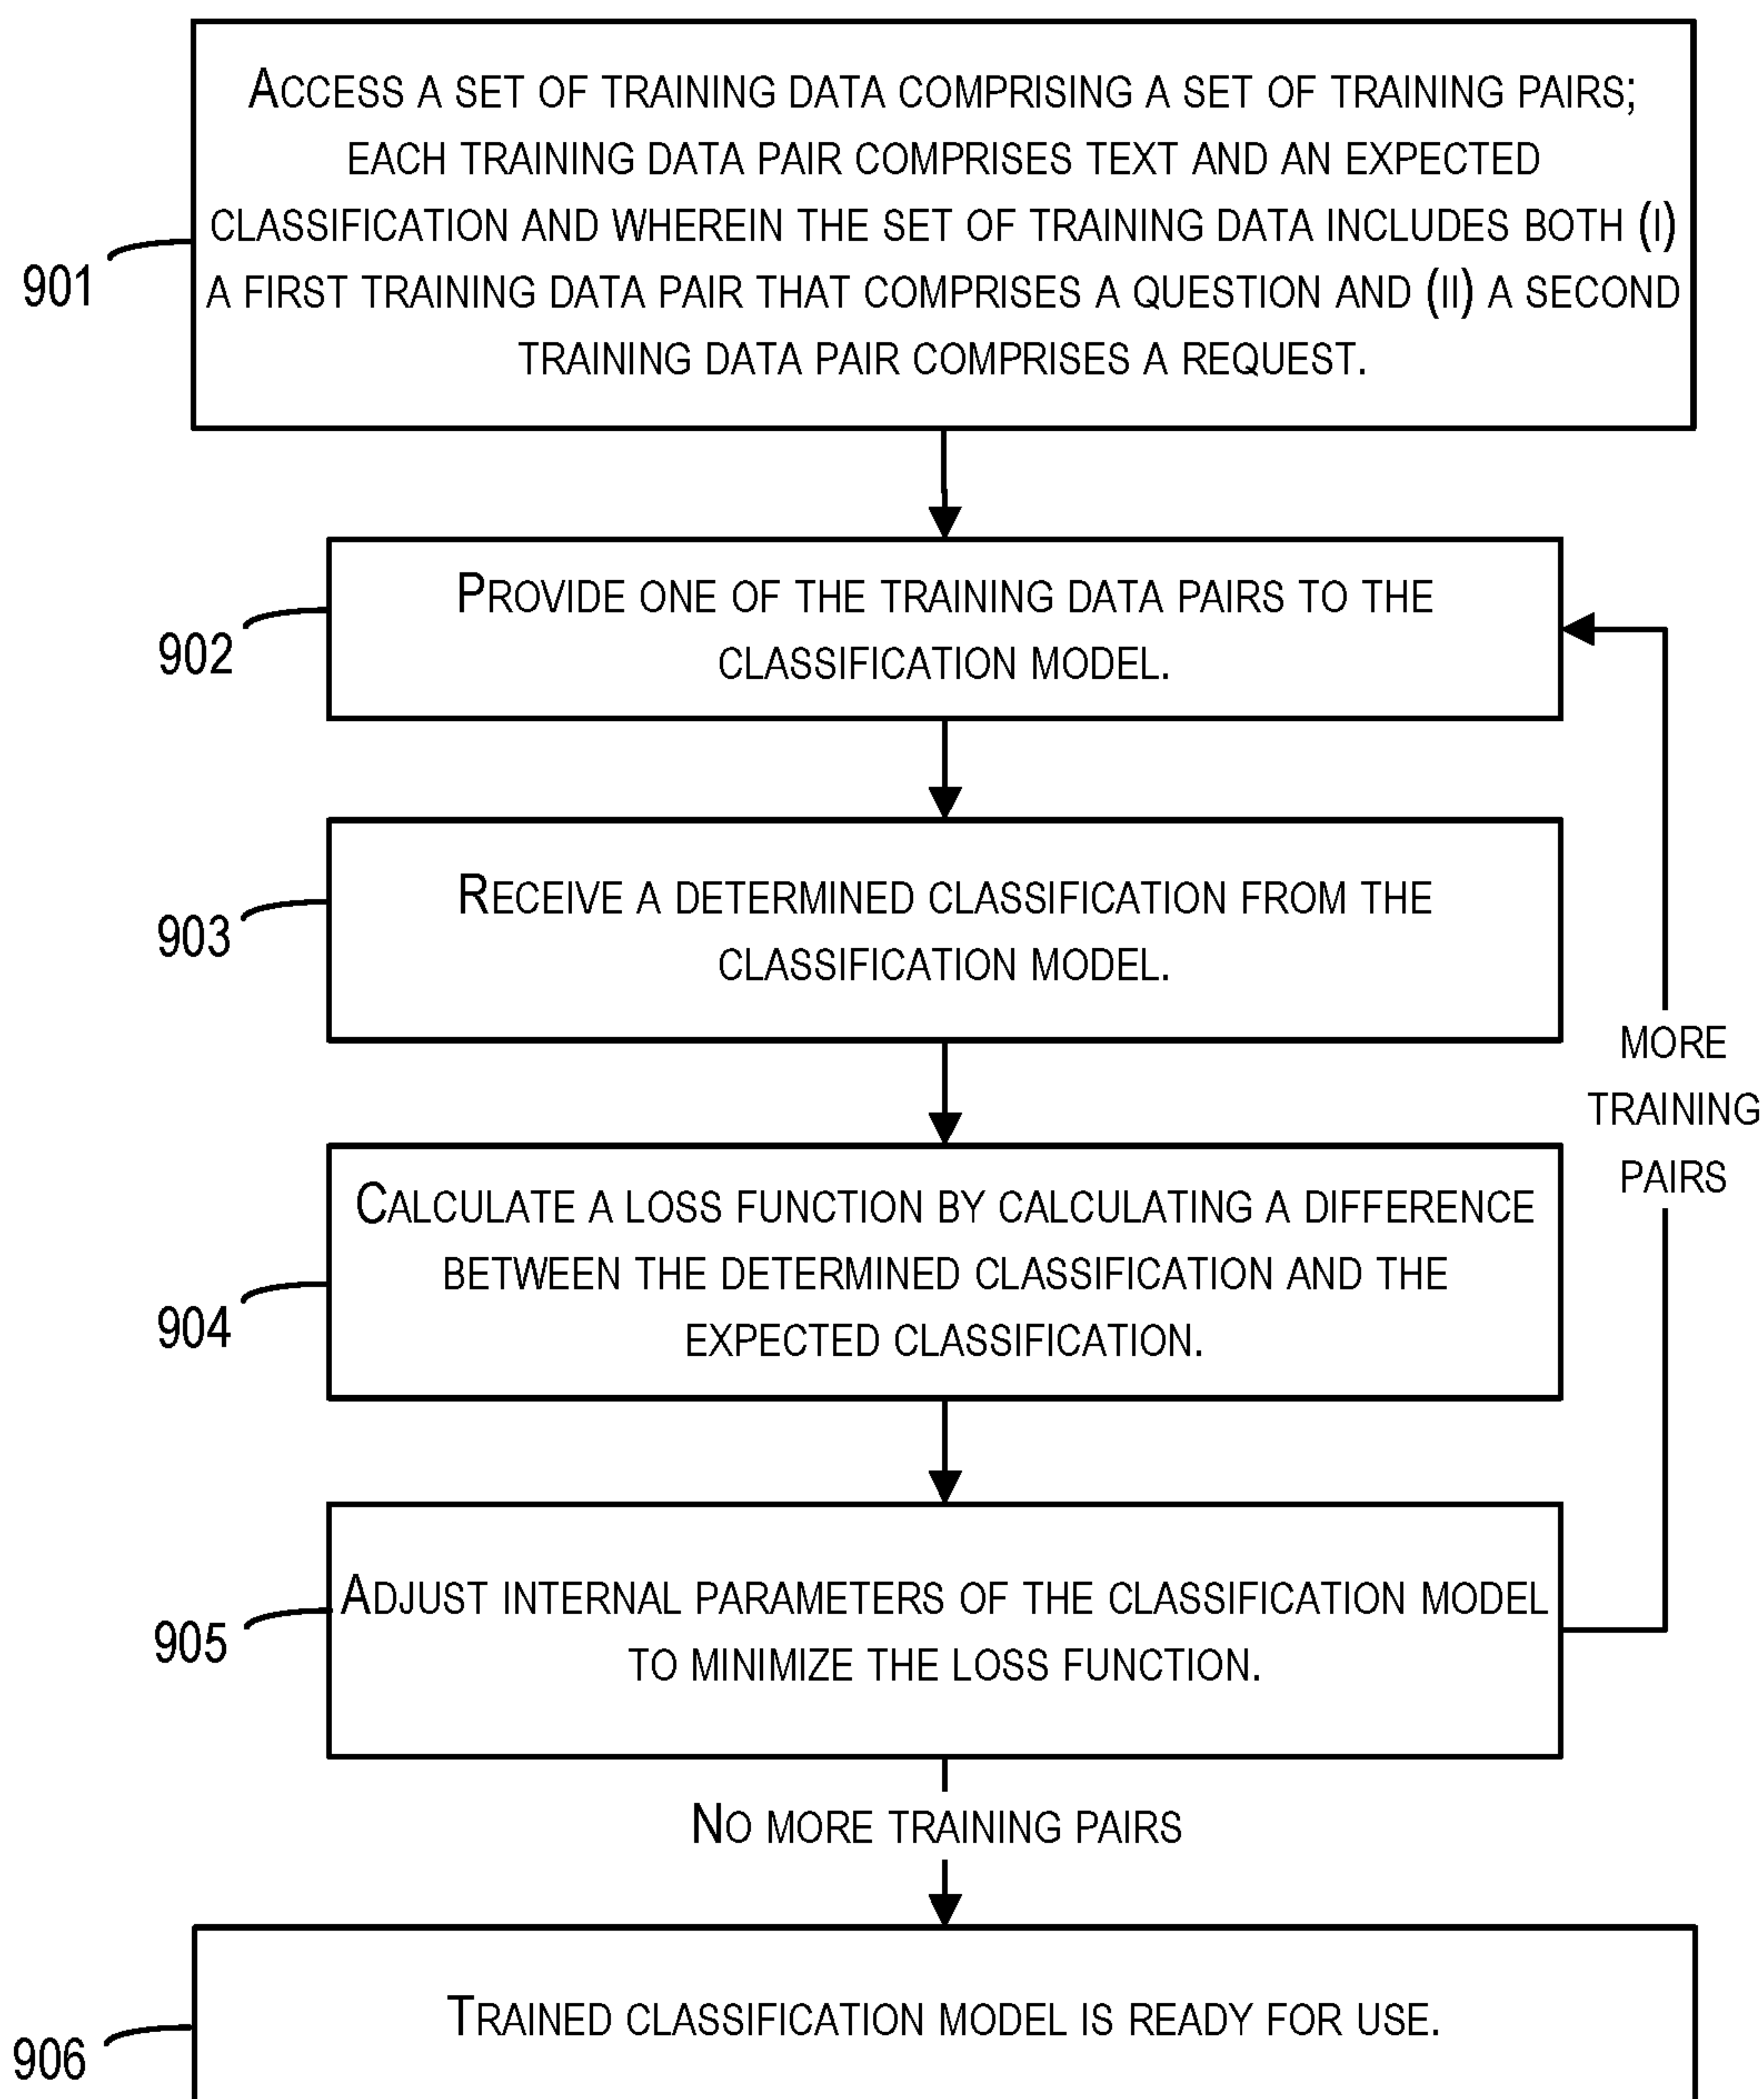 ACCESS A SET OF TRAINING DATA COMPRISING A SET OF TRAINING PAIRS;
EACH TRAINING DATA PAIR COMPRISES TEXT AND AN EXPECTED
CLASSIFICATION AND WHEREIN THE SET OF TRAINING DATA INCLUDES BOTH (I)
A FIRST TRAINING DATA PAIR THAT COMPRISES A QUESTION AND (II) A SECOND
TRAINING DATA PAIR COMPRISES A REQUEST.
901
PROVIDE ONE OF THE TRAINING DATA PAIRS TO THE
CLASSIFICATION MODEL.
902
RECEIVE A DETERMINED CLASSIFICATION FROM THE
CLASSIFICATION MODEL.
903
MORE
TRAINING
PAIRS
CALCULATE A LOSS FUNCTION BY CALCULATING A DIFFERENCE
BETWEEN THE DETERMINED CLASSIFICATION AND THE
EXPECTED CLASSIFICATION.
904
ADJUST INTERNAL PARAMETERS OF THE CLASSIFICATION MODEL
TO MINIMIZE THE LOSS FUNCTION.
905
NO MORE TRAINING PAIRS
TRAINED CLASSIFICATION MODEL IS READY FOR USE.
906